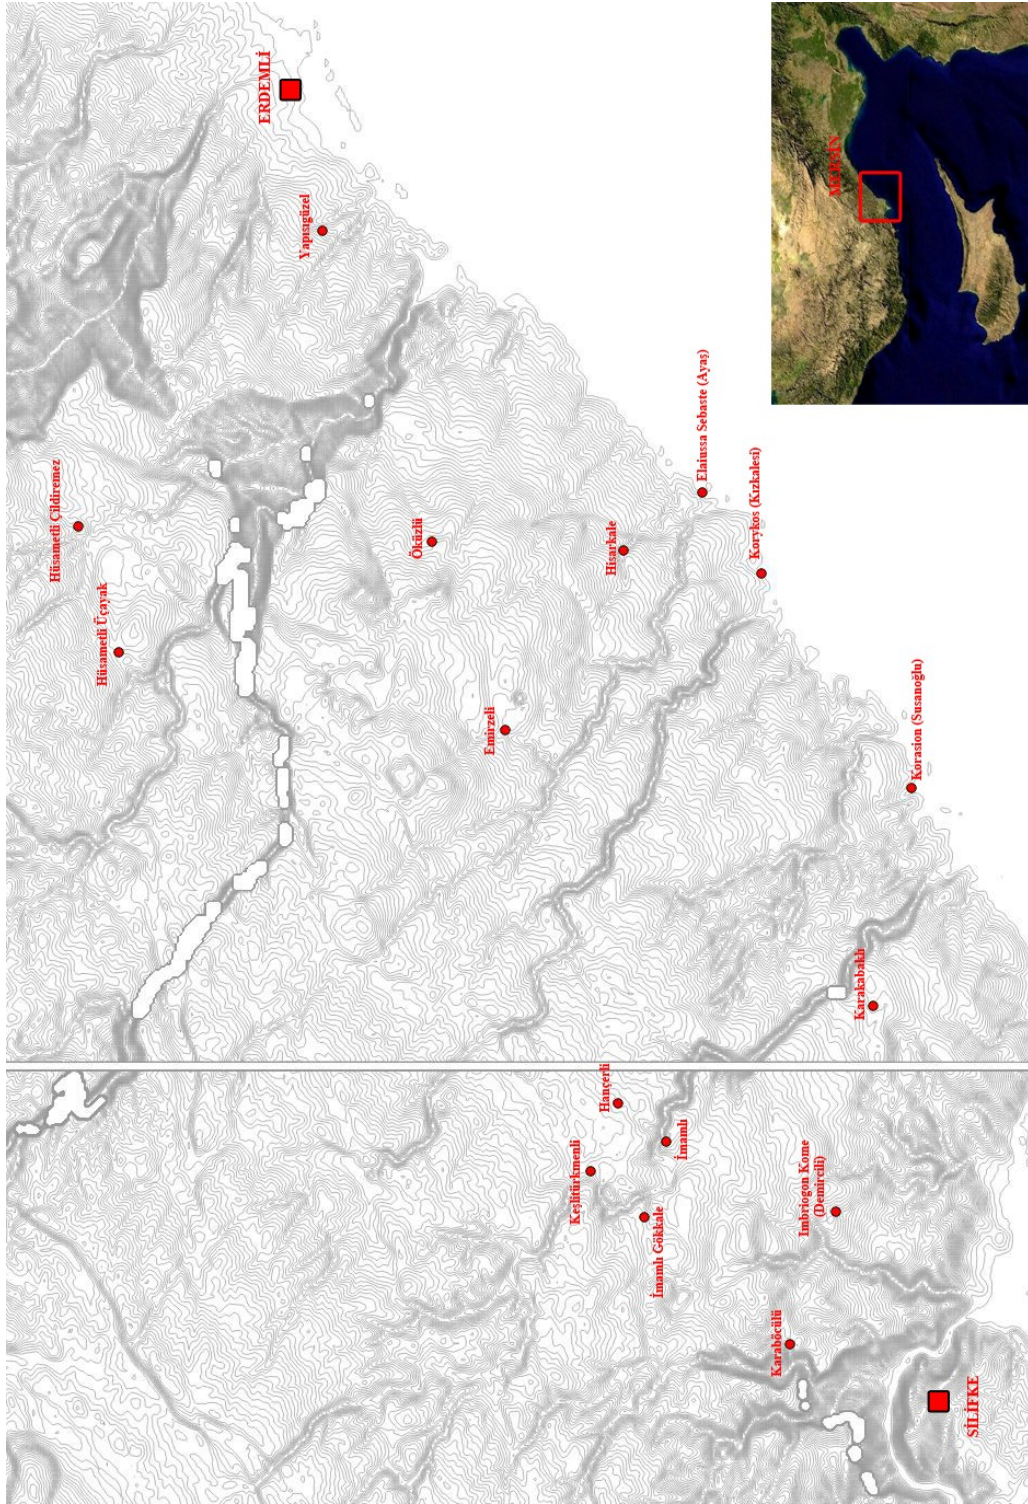 ERDEMLİ
MERSİN
Yapısıgüzel
Elaiussa Sebaste (Ayaş)
Korykos (Kızkalesi)
Hüsametli Çildiremez
Öküzlü
Hisarkale
Hüsametli Üçayak
Emirzeli
Korasion (Susanoğlu)
Karakabaklı
Hançerli
İmamlı
Keşlitürkmenli
İmamlı Gökkale
Imbriogon Kome
(Demircili)
Karaböcülü
SİLİFKE